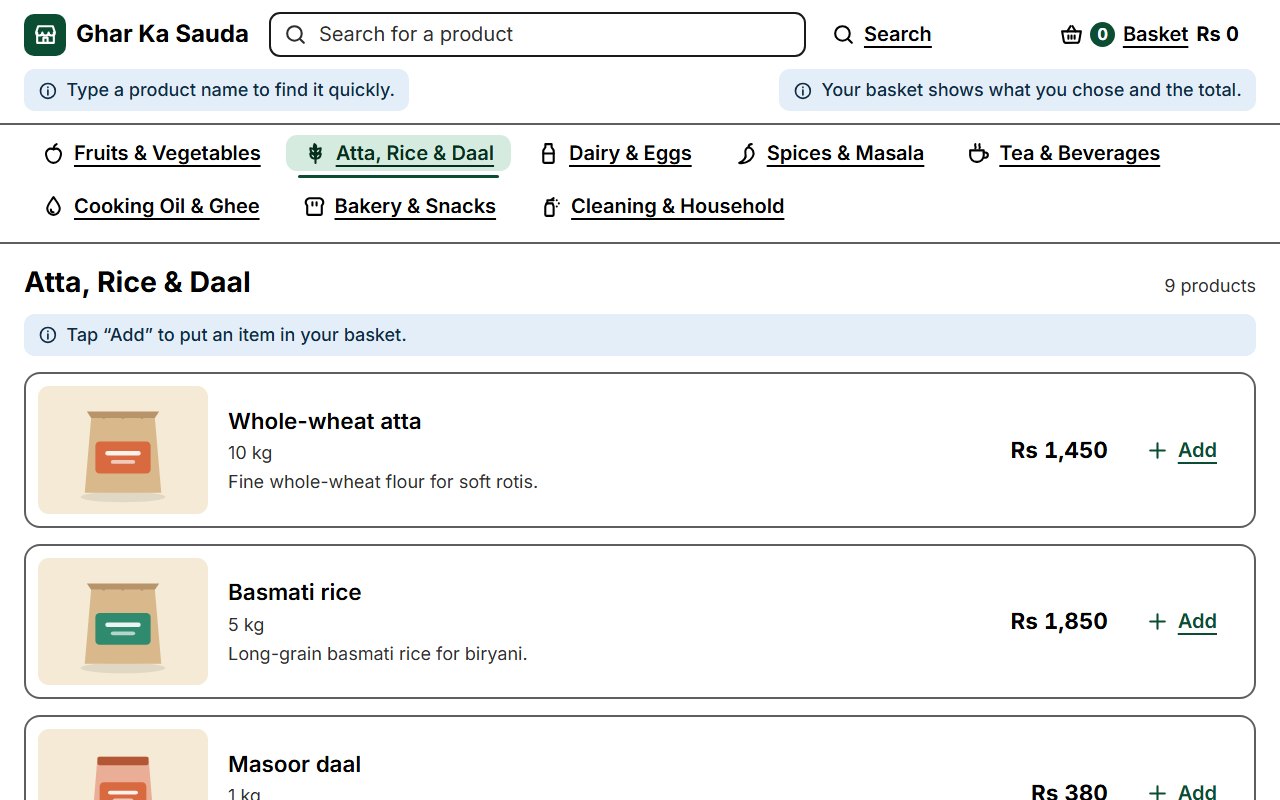 Ghar Ka Sauda
Search for a product
Search
0 Basket Rs 0
Type a product name to find it quickly.
Your basket shows what you chose and the total.
Fruits & Vegetables
Atta, Rice & Daal
Dairy & Eggs
Spices & Masala
Tea & Beverages
Cooking Oil & Ghee
Bakery & Snacks
Cleaning & Household
Atta, Rice & Daal
9 products
Tap “Add” to put an item in your basket.
Whole-wheat atta
10 kg
Fine whole-wheat flour for soft rotis.
Rs 1,450
Add
Basmati rice
5 kg
Long-grain basmati rice for biryani.
Rs 1,850
Add
Masoor daal
1 kg
Rs 380
Add